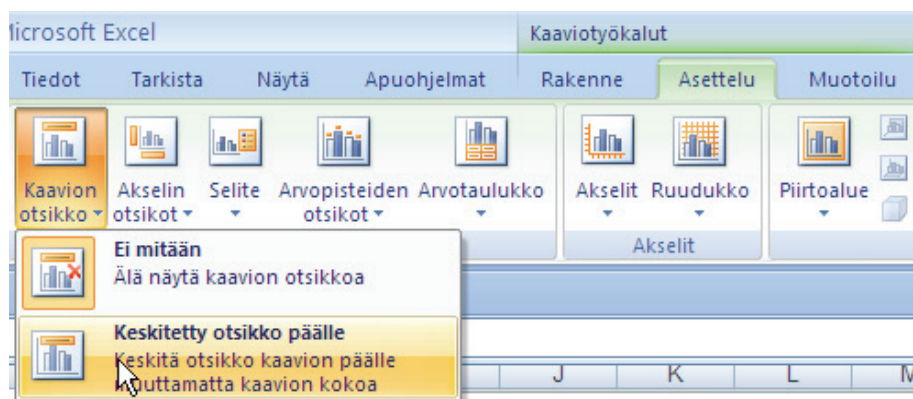 Microsoft Excel Kaaviotyökalut
Tiedot Tarkista Näytä Apuohjelmat Rakenne Asettelu Muotoilu
Kaavion Akselin Selite Arvopisteiden Arvotaulukko Akselit Ruudukko Piirtoalue
otsikko otsikot otsikot
Akselit
Ei mitään
Älä näytä kaavion otsikkoa
Keskitetty otsikko päälle
Keskitä otsikko kaavion päälle
muuttamatta kaavion kokoa
J K L M